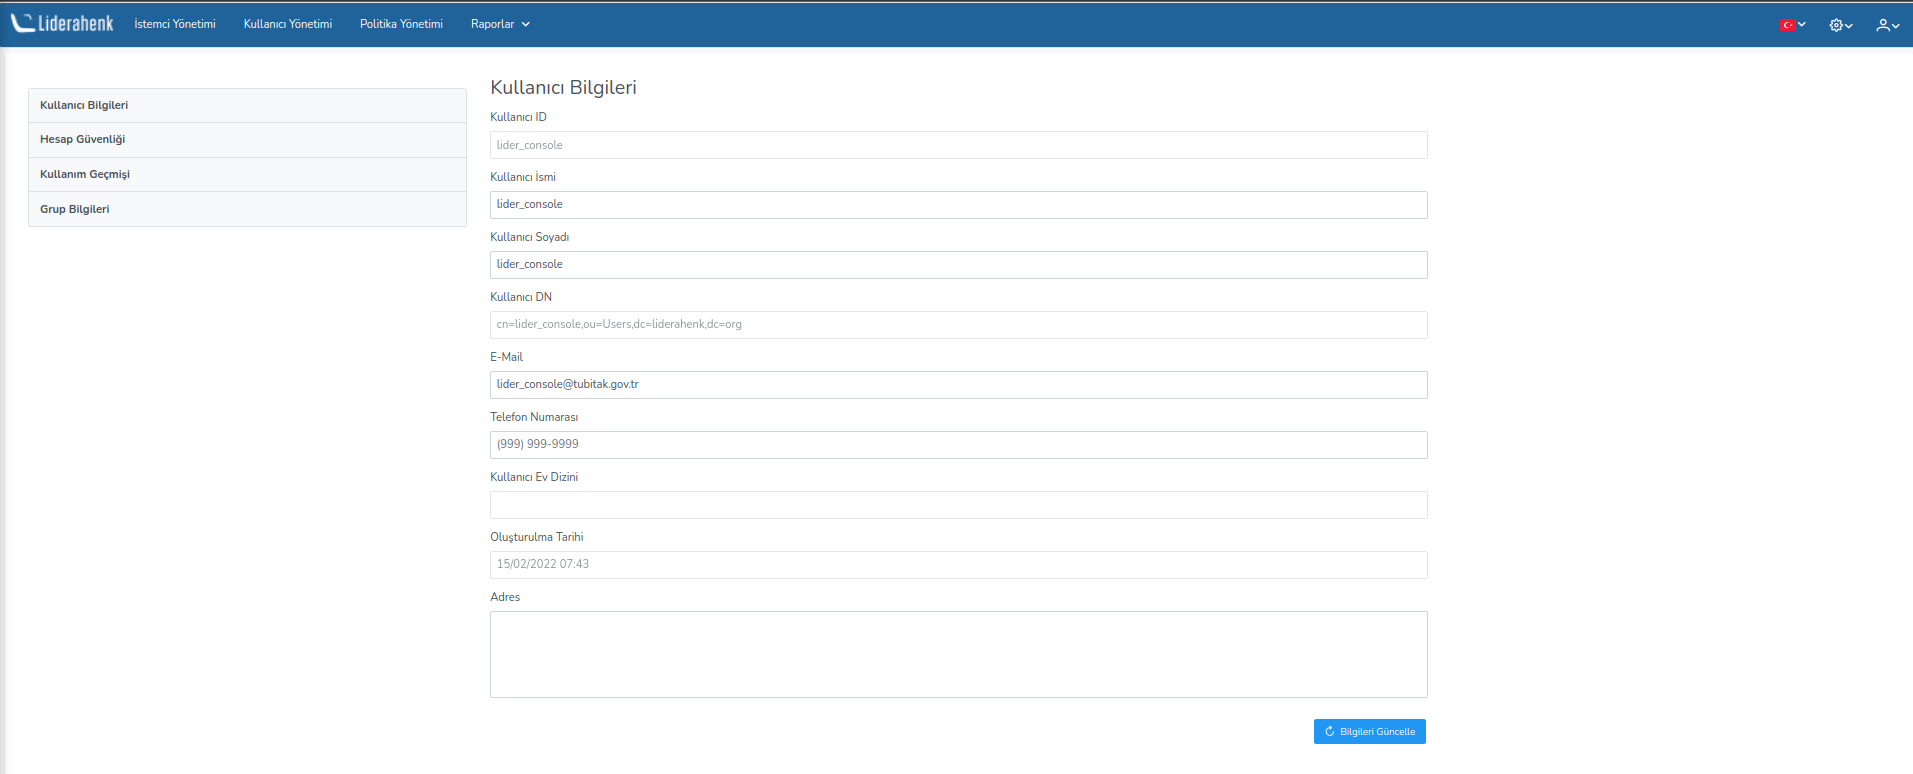 Liderahenk İstemci Yönetimi Kullanıcı Yönetimi Politika Yönetimi Raporlar
Kullanıcı Bilgileri
Hesap Güvenliği
Kullanım Geçmişi
Grup Bilgileri
Kullanıcı Bilgileri
Kullanıcı ID
lider_console
Kullanıcı İsmi
lider_console
Kullanıcı Soyadı
lider_console
Kullanıcı DN
cn=lider_console,ou=Users,dc=liderahenk,dc=org
E-Mail
lider_console@tubitak.gov.tr
Telefon Numarası
(999) 999-9999
Kullanıcı Ev Dizini
Oluşturulma Tarihi
15/02/2022 07:43
Adres
Bilgileri Güncelle